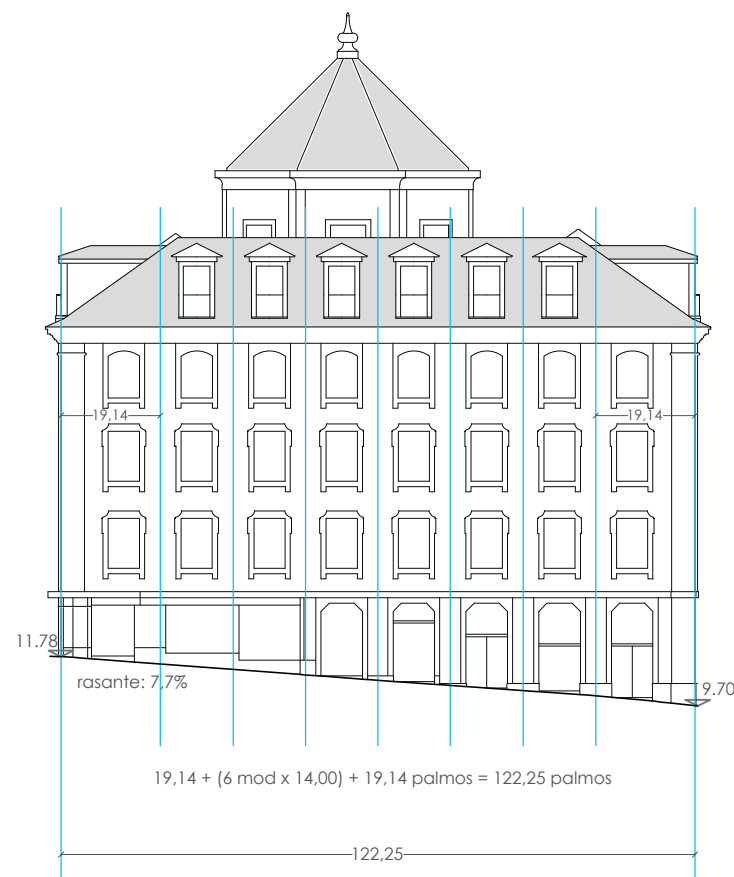 19,14
19,14
11.78
rasante: 7,7%
9.70
19,14 + (6 mod x 14,00) + 19,14 palmos = 122,25 palmos
122,25